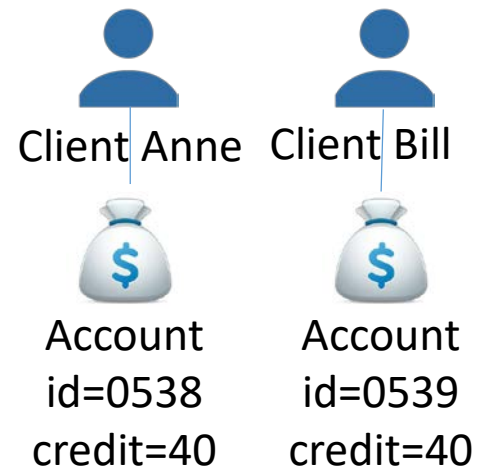 Client Anne
Client Bill
$
$
Account
id=0538
credit=40
Account
id=0539
credit=40